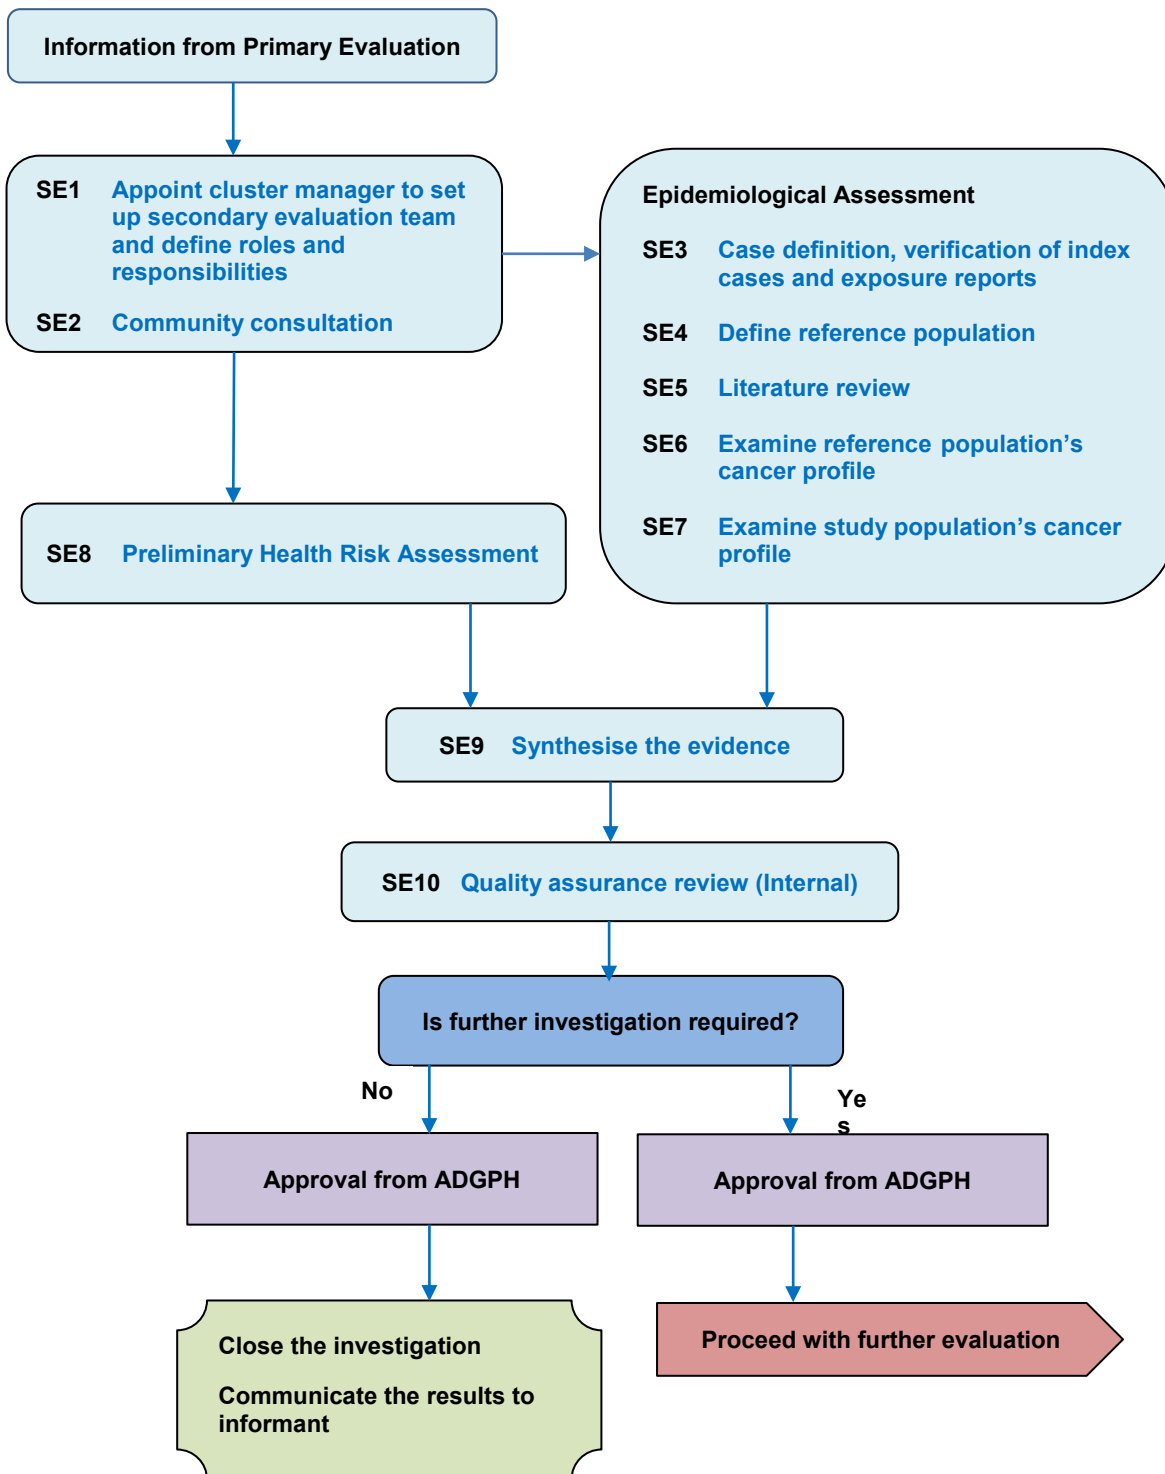 Information from Primary Evaluation
SE1 Appoint cluster manager to set
up secondary evaluation team
and define roles and
responsibilities
SE2 Community consultation
Epidemiological Assessment
SE3 Case definition, verification of index
cases and exposure reports
SE4 Define reference population
SE5 Literature review
SE6 Examine reference population’s
cancer profile
SE7 Examine study population’s cancer
profile
SE8 Preliminary Health Risk Assessment
SE9 Synthesise the evidence
SE10 Quality assurance review (Internal)
Is further investigation required?
No
Ye
s
Approval from ADGPH
Approval from ADGPH
Close the investigation
Communicate the results to
informant
Proceed with further evaluation